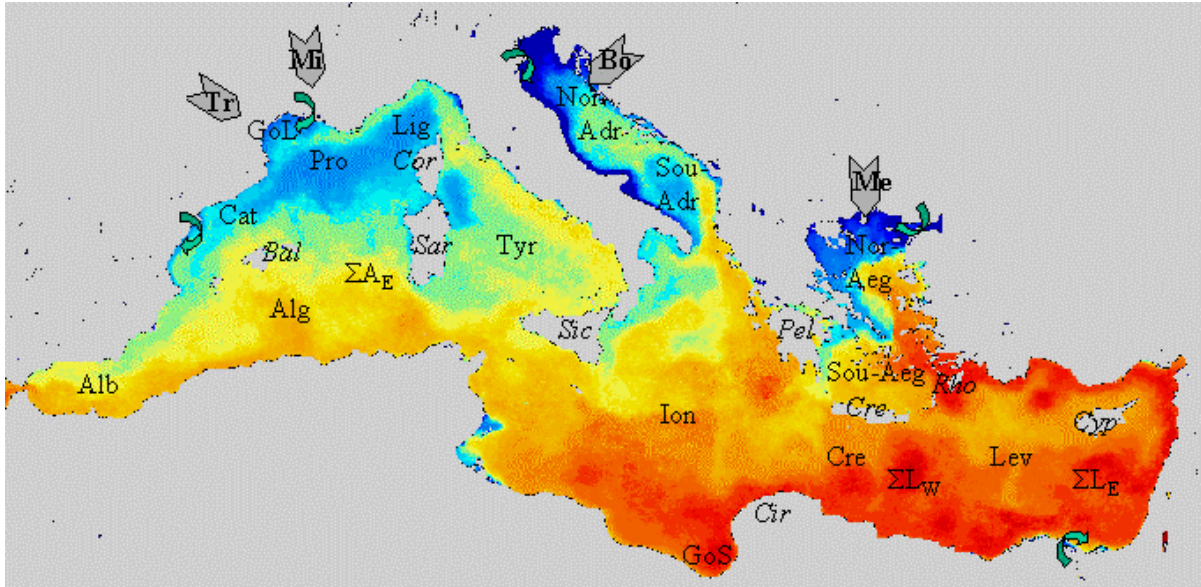 Mi
Bo
Tr
Nor-
Adr
GoL
Lig
Pro
Cor
Sou-
Adr
Me
Cat
Bal
Sar
Tyr
Nor-
Aeg
ΣA_E
Alg
Sic
Pel
Alb
Sou-Aeg
Rho
Ion
Cre
Cyp
Cre
Lev
ΣL_W
ΣL_E
Cir
GoS